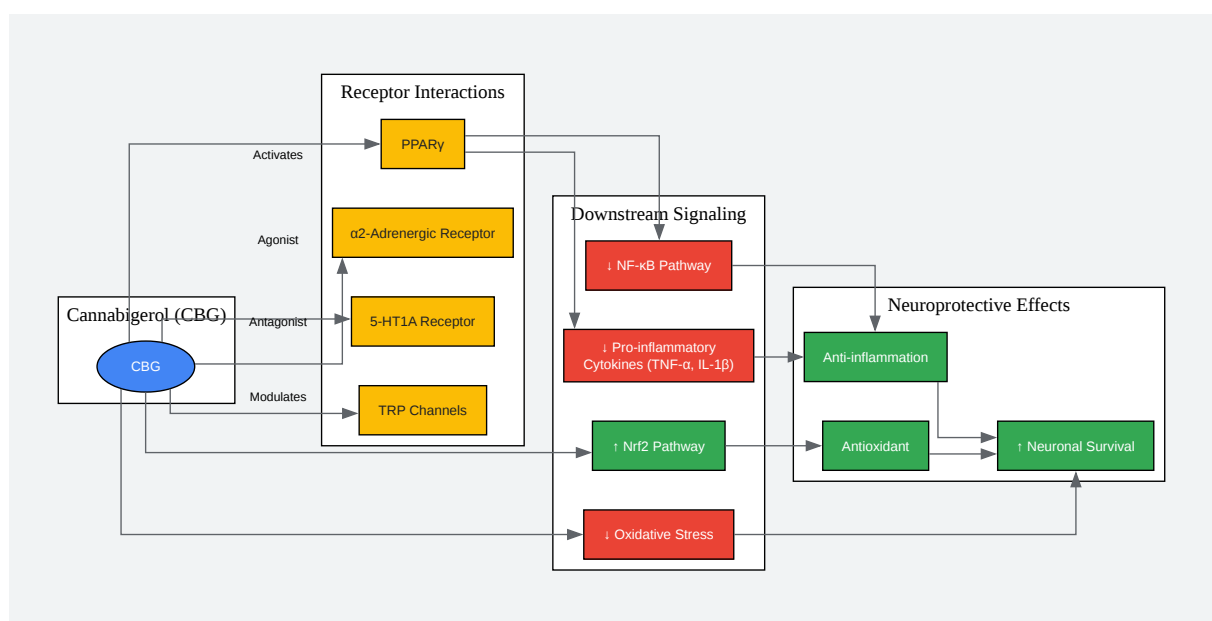 Receptor Interactions
PPARγ
Activates
α2-Adrenergic Receptor
Agonist
5-HT1A Receptor
Antagonist
TRP Channels
Modulates
Cannabigerol (CBG)
CBG
Downstream Signaling
↓ NF-κB Pathway
↓ Pro-inflammatory
Cytokines (TNF-α, IL-1β)
↑ Nrf2 Pathway
↓ Oxidative Stress
Neuroprotective Effects
Anti-inflammation
Antioxidant
↑ Neuronal Survival